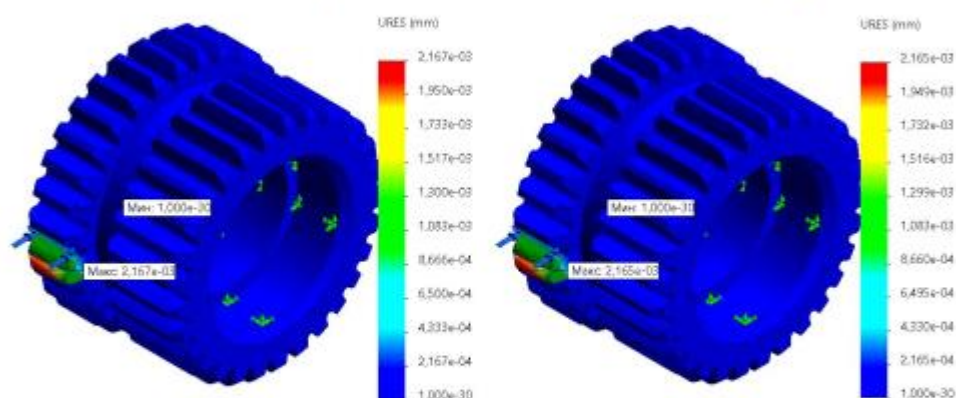 URES (mm)
2,167e-03
1,950e-03
1,733e-03
1,517e-03
1,300e-03
1,083e-03
8,666e-04
6,500e-04
4,333e-04
2,167e-04
1,000e-30
Мин: 1,000e-30
Макс: 2,167e-03
URES (mm)
2,165e-03
1,949e-03
1,732e-03
1,516e-03
1,299e-03
1,083e-03
8,660e-04
6,495e-04
4,330e-04
2,165e-04
1,000e-30
Мин: 1,000e-30
Макс: 2,165e-03